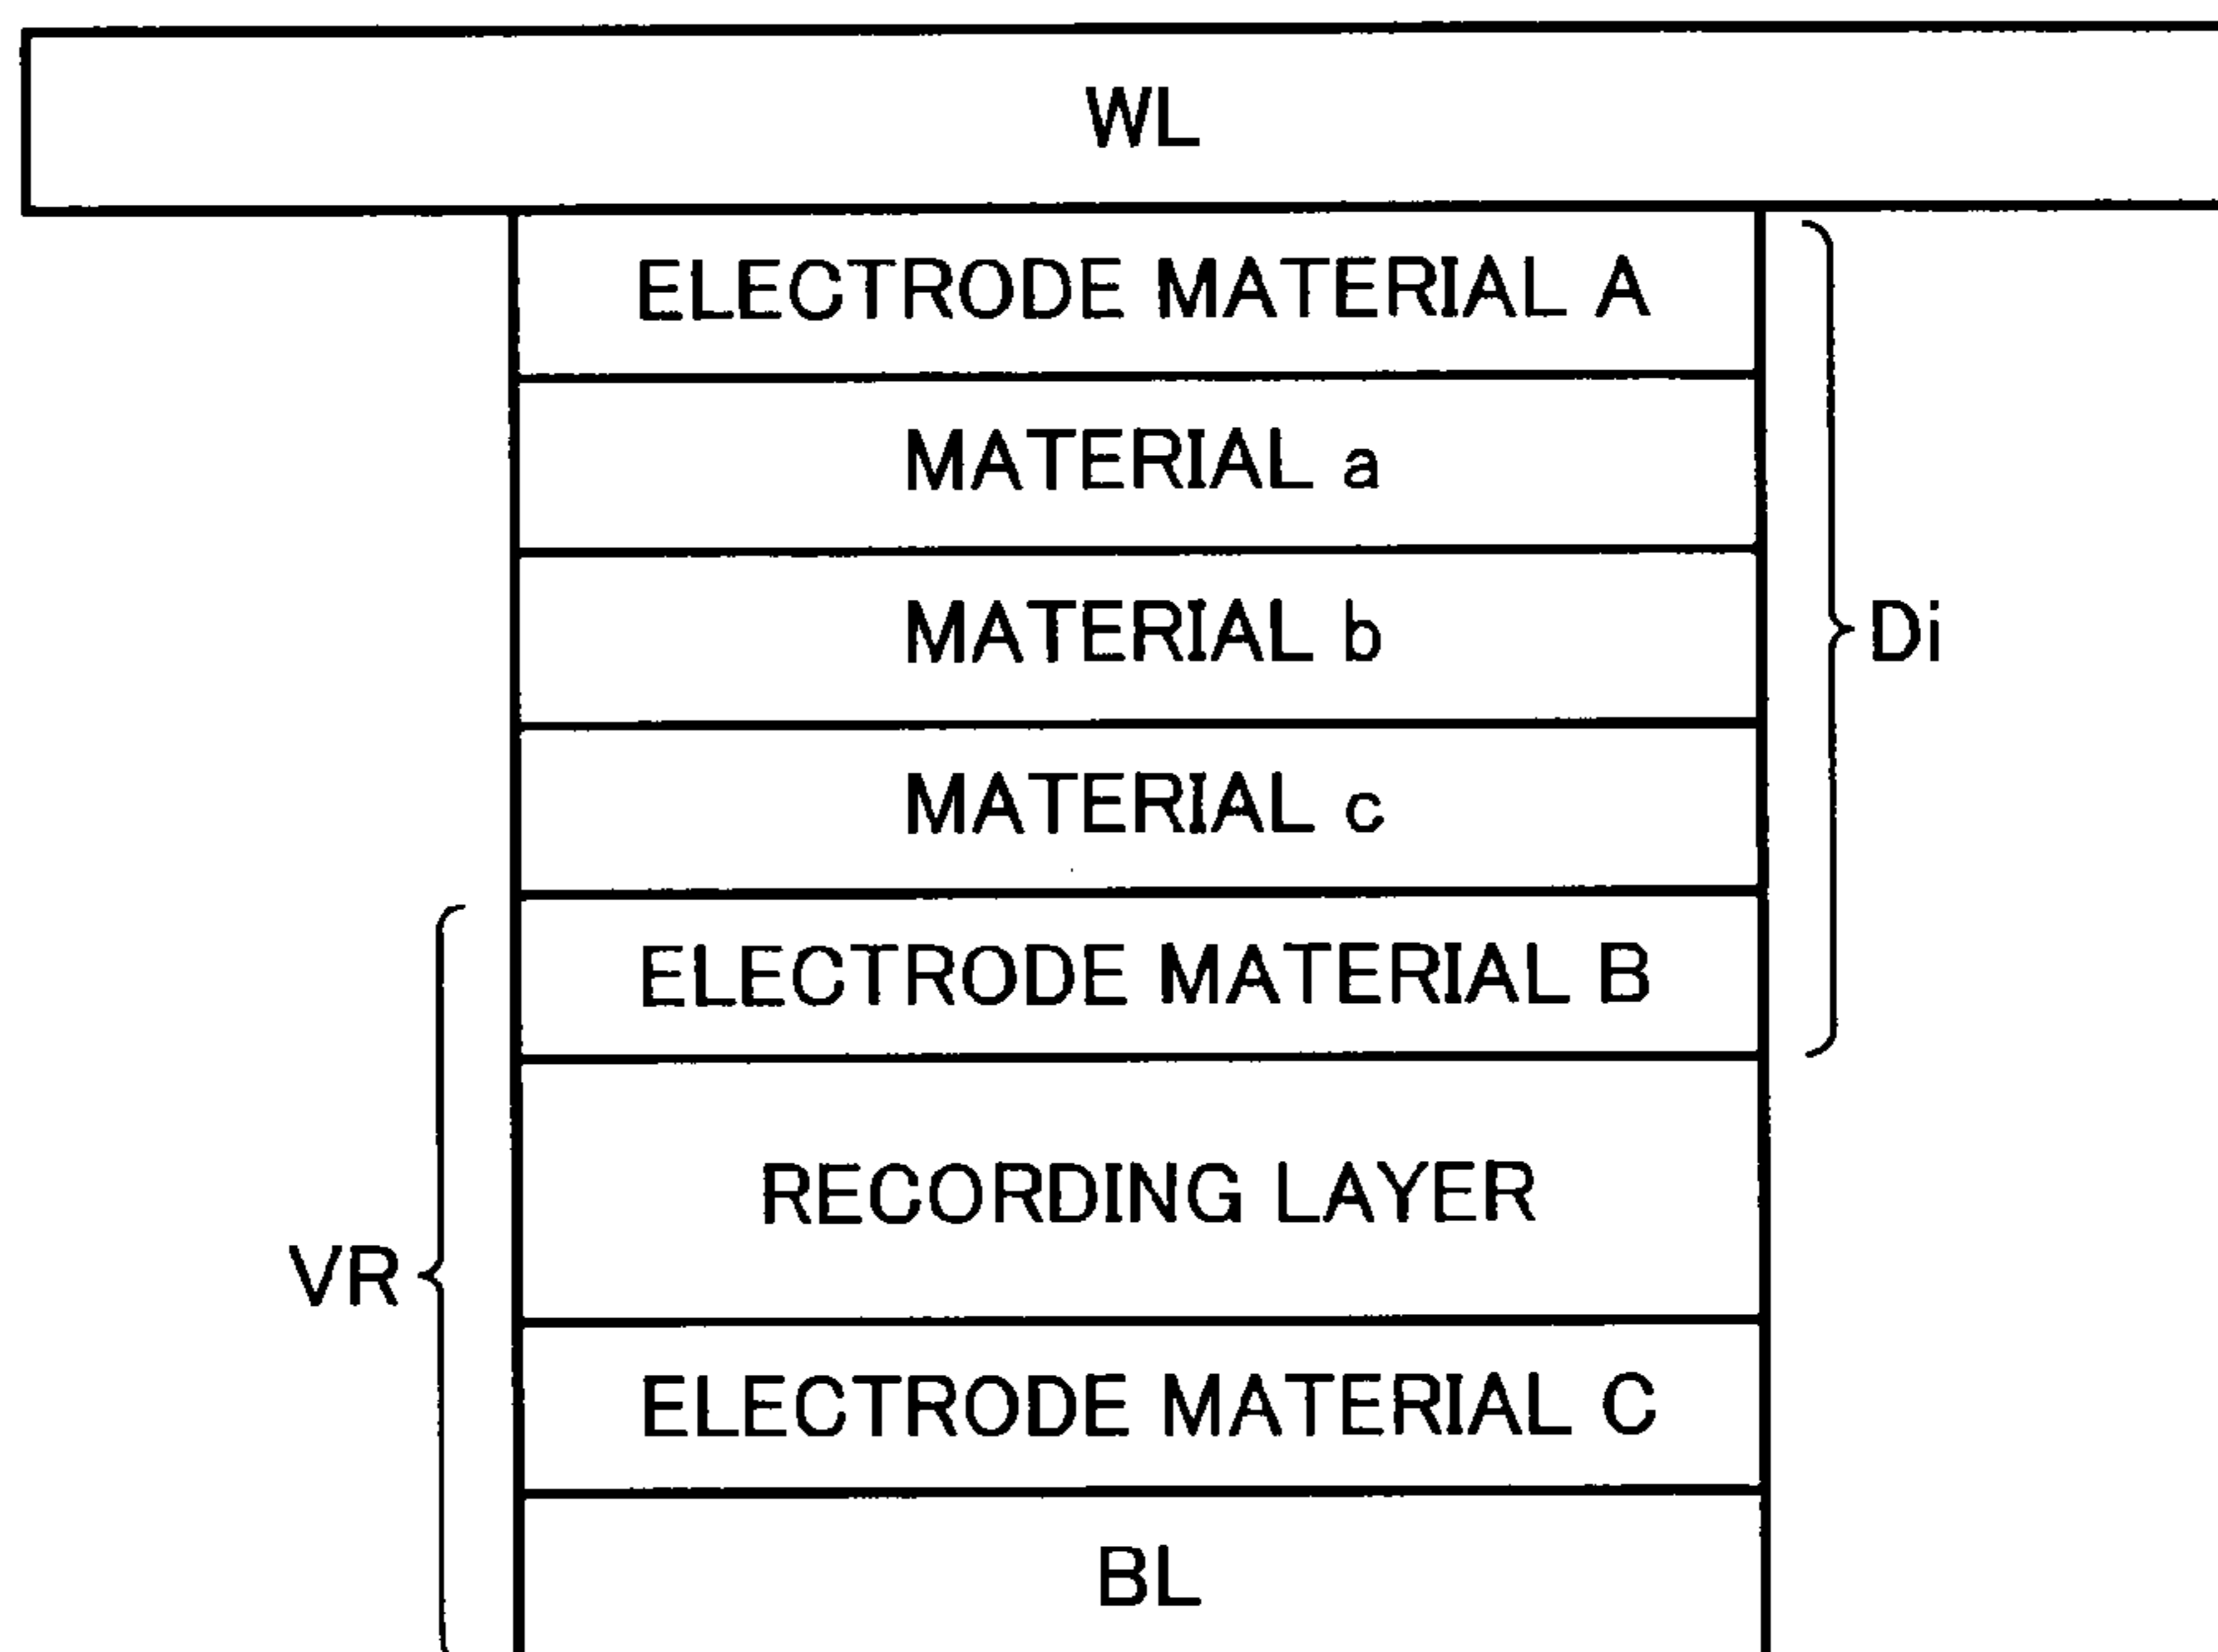 WL
ELECTRODE MATERIAL A
MATERIAL a
MATERIAL b
Di
MATERIAL c
ELECTRODE MATERIAL B
RECORDING LAYER
VR
ELECTRODE MATERIAL C
BL